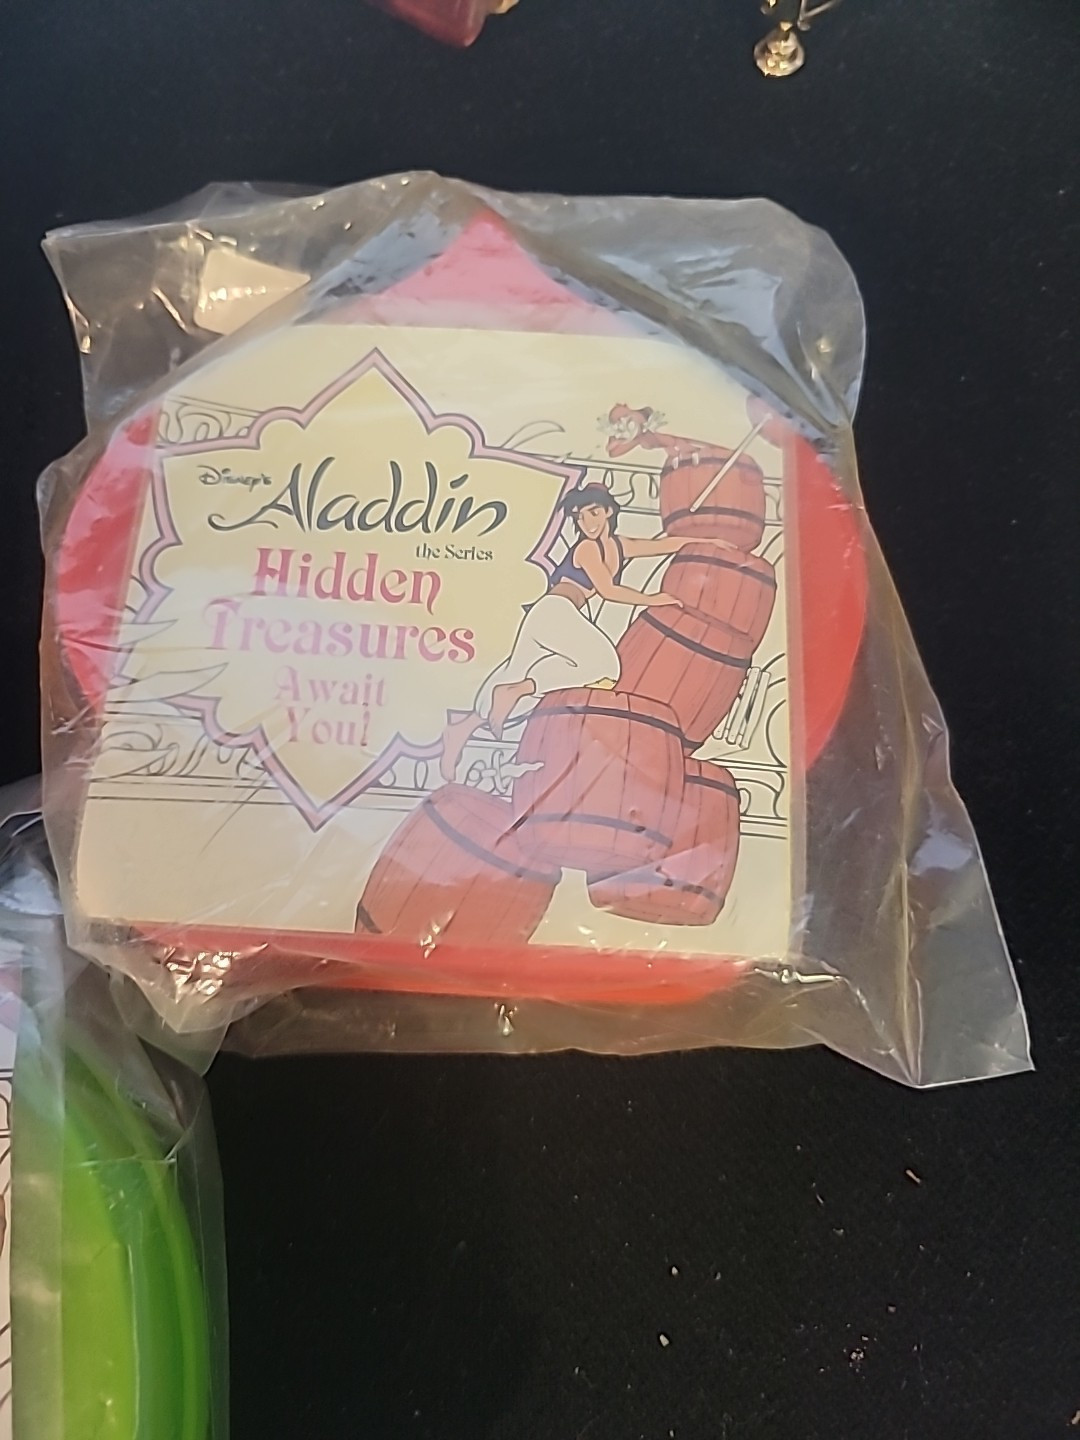 Disney's
Aladdin
the Series
Hidden
Treasures
Await
You!